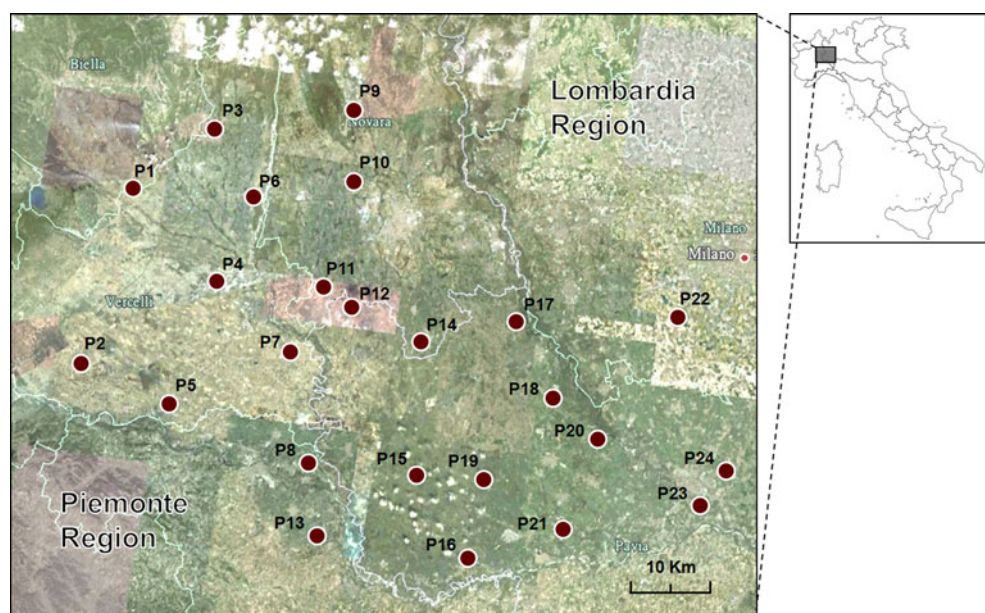 Biella
P3
P9
Novara
Lombardia
Region
P1
P6
P10
Milano
Milano
P4
P11
Vercelli
P12
P17
P22
P14
P2
P7
P5
P18
P20
P8
P15
P19
P24
Piemonte
Region
P23
P13
P21
P16
Pavia
10 Km